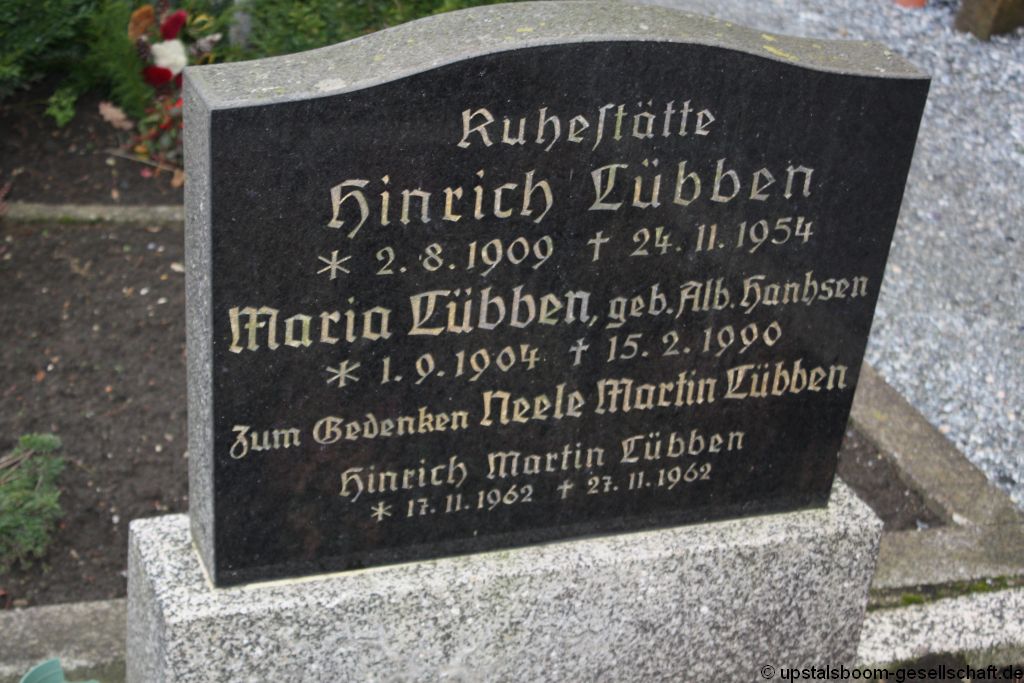 Ruheſtätte
Hinrich Lübben
* 2. 8. 1909 † 24. 11. 1954
Maria Lübben, geb. Alb. Hanhsen
* 1. 9. 1904 † 15. 2. 1990
Zum Gedenken Neele Martin Lübben
Hinrich Martin Lübben
* 17. 11. 1962 † 27. 11. 1962
© upstalsboom-gesellschaft.de